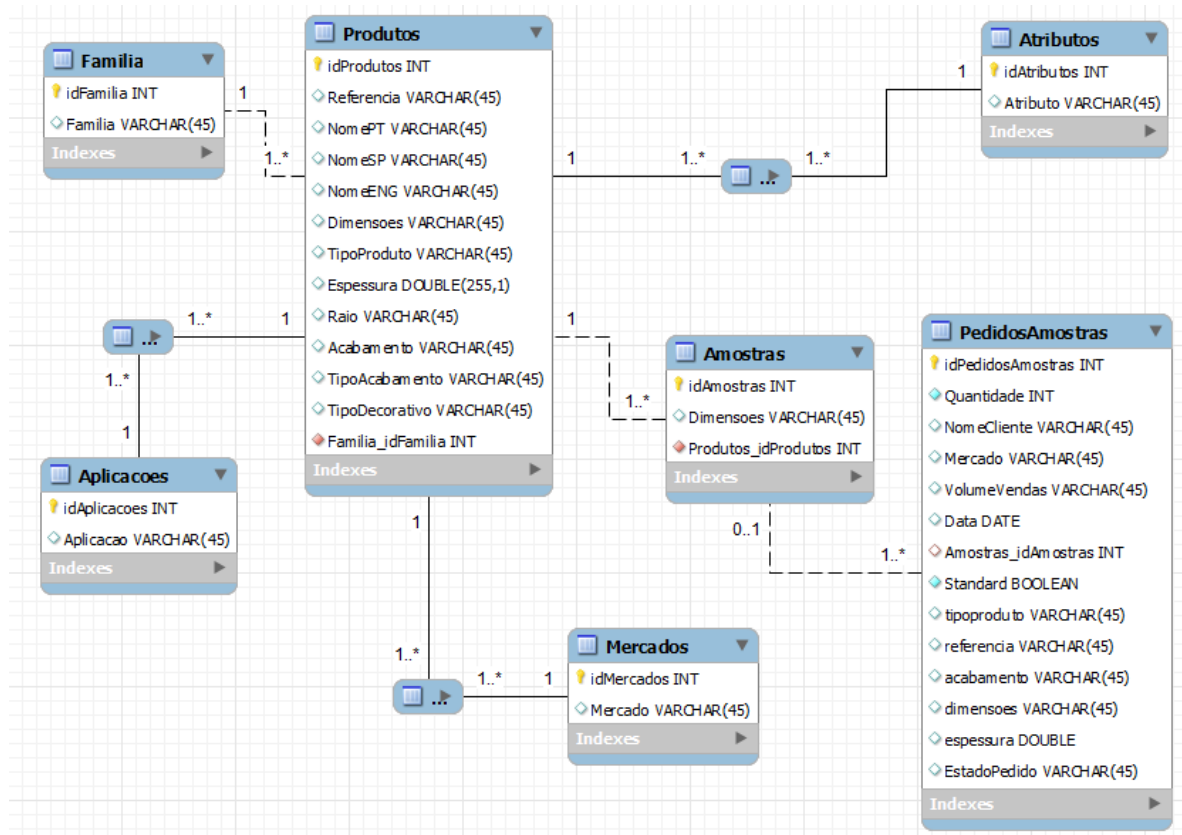 Familia
idFamilia INT
Familia VARCHAR(45)
Indexes
1
1..*
Produtos
idProdutos INT
Referencia VARCHAR(45)
NomePT VARCHAR(45)
NomeSP VARCHAR(45)
NomeENG VARCHAR(45)
Dimensoes VARCHAR(45)
TipoProduto VARCHAR(45)
Espessura DOUBLE(255,1)
Raio VARCHAR(45)
Acabamento VARCHAR(45)
TipoAcabamento VARCHAR(45)
TipoDecorativo VARCHAR(45)
Familia_idFamilia INT
Indexes
1
1..*
...
1..*
1
Atributos
idAtributos INT
Atributo VARCHAR(45)
Indexes
1
1..*
...
1..*
1
Aplicacoes
idAplicacoes INT
Aplicacao VARCHAR(45)
Indexes
1
1..*
Amostras
idAmostras INT
Dimensoes VARCHAR(45)
Produtos_idProdutos INT
Indexes
0..1
1..*
PedidosAmostras
idPedidosAmostras INT
Quantidade INT
NomeCliente VARCHAR(45)
Mercado VARCHAR(45)
VolumeVendas VARCHAR(45)
Data DATE
Amostras_idAmostras INT
Standard BOOLEAN
tipoproduto VARCHAR(45)
referencia VARCHAR(45)
acabamento VARCHAR(45)
dimensoes VARCHAR(45)
espessura DOUBLE
EstadoPedido VARCHAR(45)
Indexes
1
1..*
...
1..*
1
Mercados
idMercados INT
Mercado VARCHAR(45)
Indexes